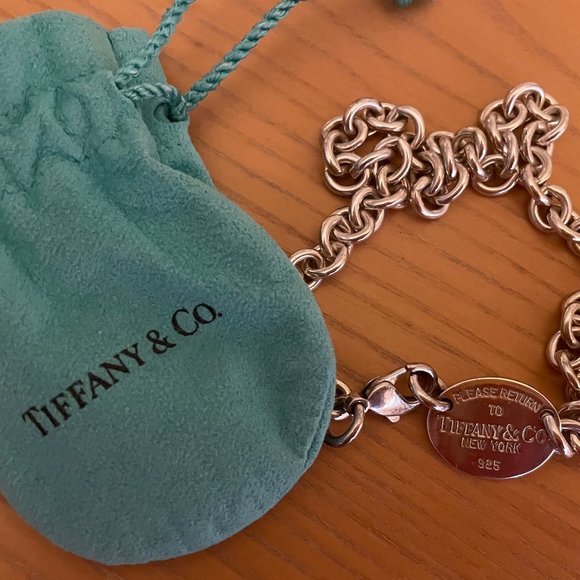 TIFFANY & CO.
PLEASE RETURN
TO
TIFFANY & CO.
NEW YORK
925